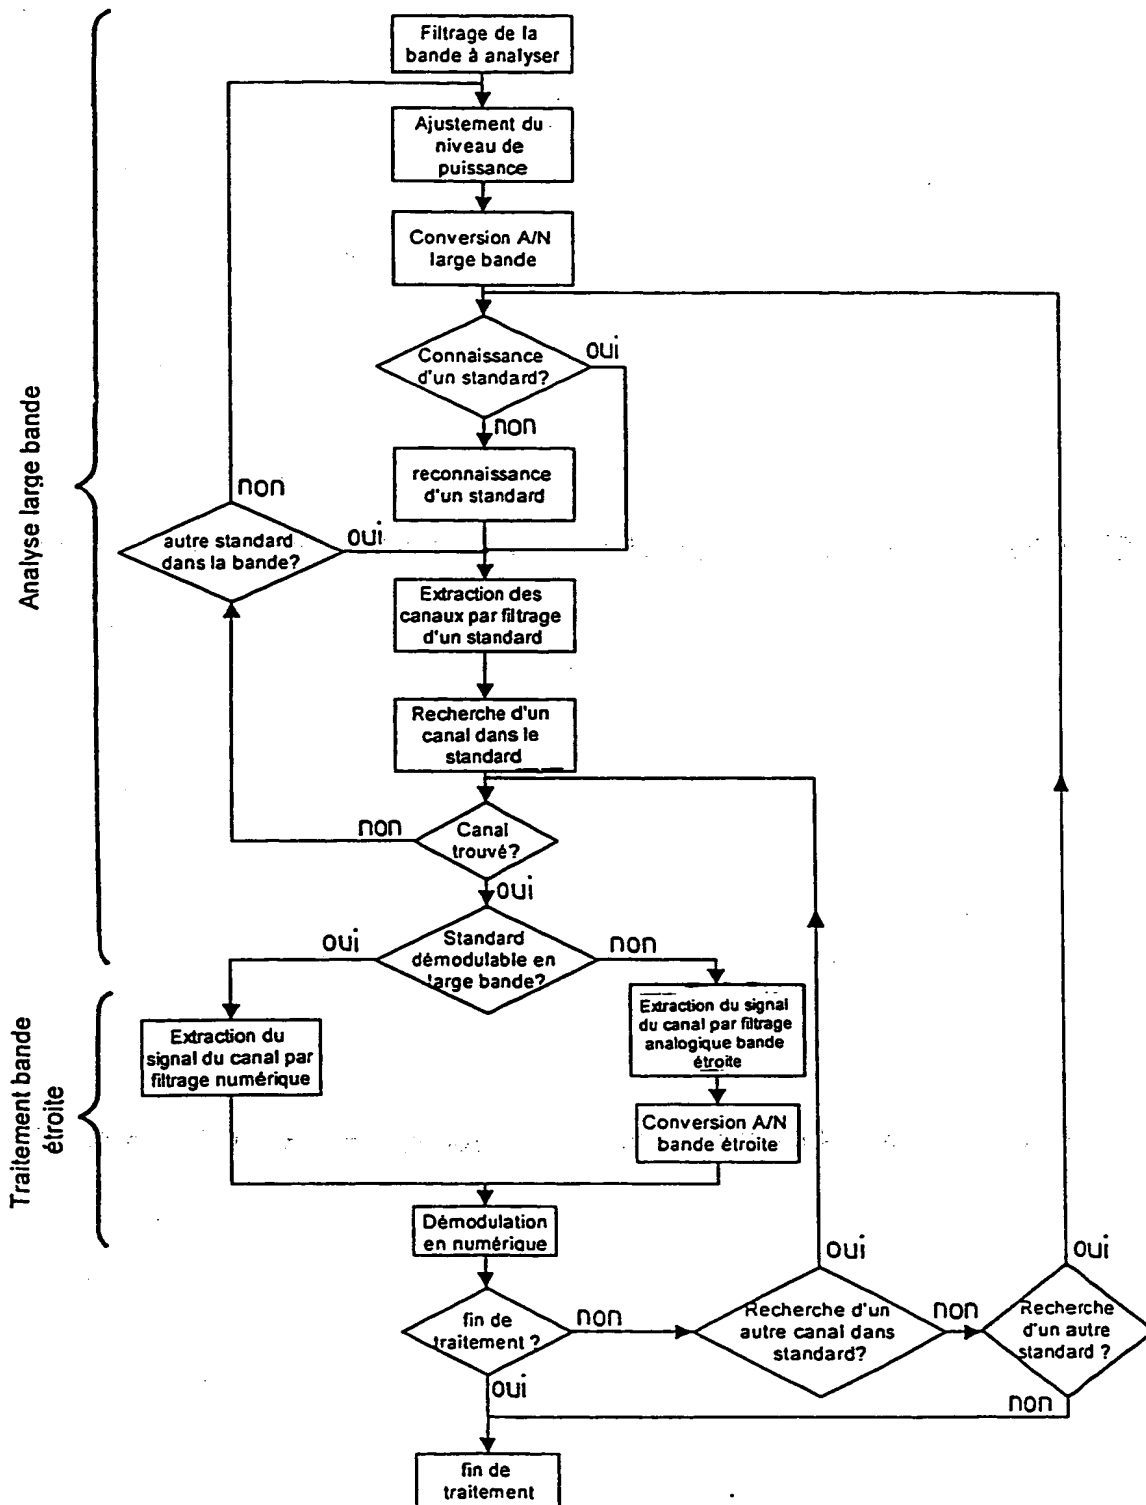 Filtrage de la
bande à analyser
Ajustement du
niveau de
puissance
Conversion A/N
large bande
Connaissance
d'un standard?
oui
non
reconnaissance
d'un standard
Analyse large bande
non
autre standard
dans la bande?
oui
Extraction des
canaux par filtrage
d'un standard
Recherche d'un
canal dans le
standard
non
Canal
trouvé?
oui
oui
Standard
démodulable en
large bande?
non
Traitement bande
étroite
Extraction du
signal du canal par
filtrage numérique
Extraction du signal
du canal par filtrage
analogique bande
étroite
Conversion A/N
bande étroite
Démodulation
en numérique
fin de
traitement ?
non
oui
Recherche d'un
autre canal dans
standard?
oui
non
Recherche
d'un autre
standard ?
oui
non
fin de
traitement